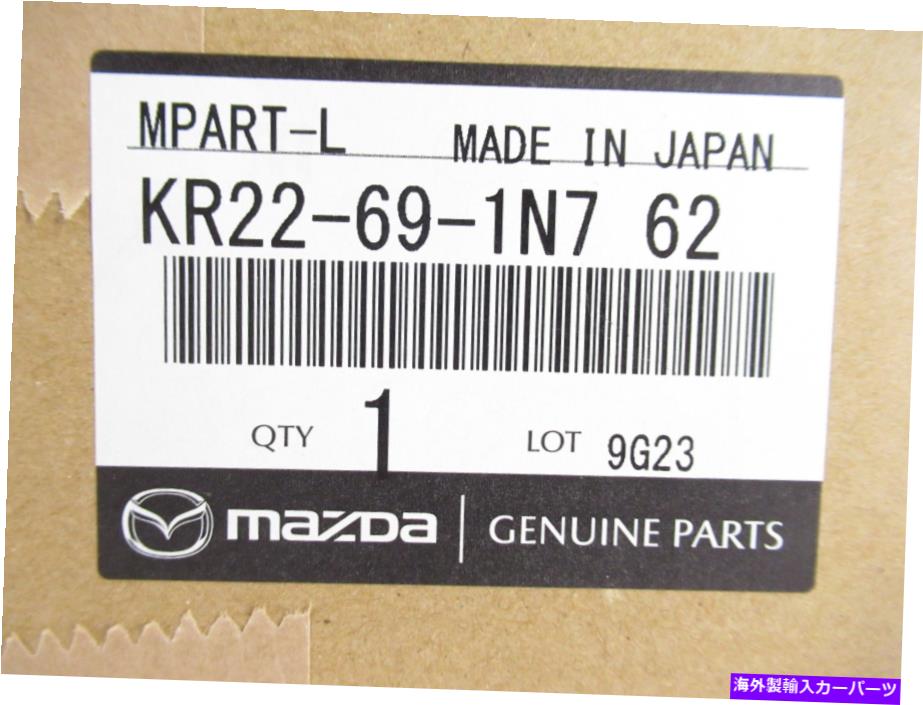 MPART-L MADE IN JAPAN
KR22-69-1N7 62
QTY 1 LOT 9G23
mazda GENUINE PARTS
海外製輸入カーパーツ